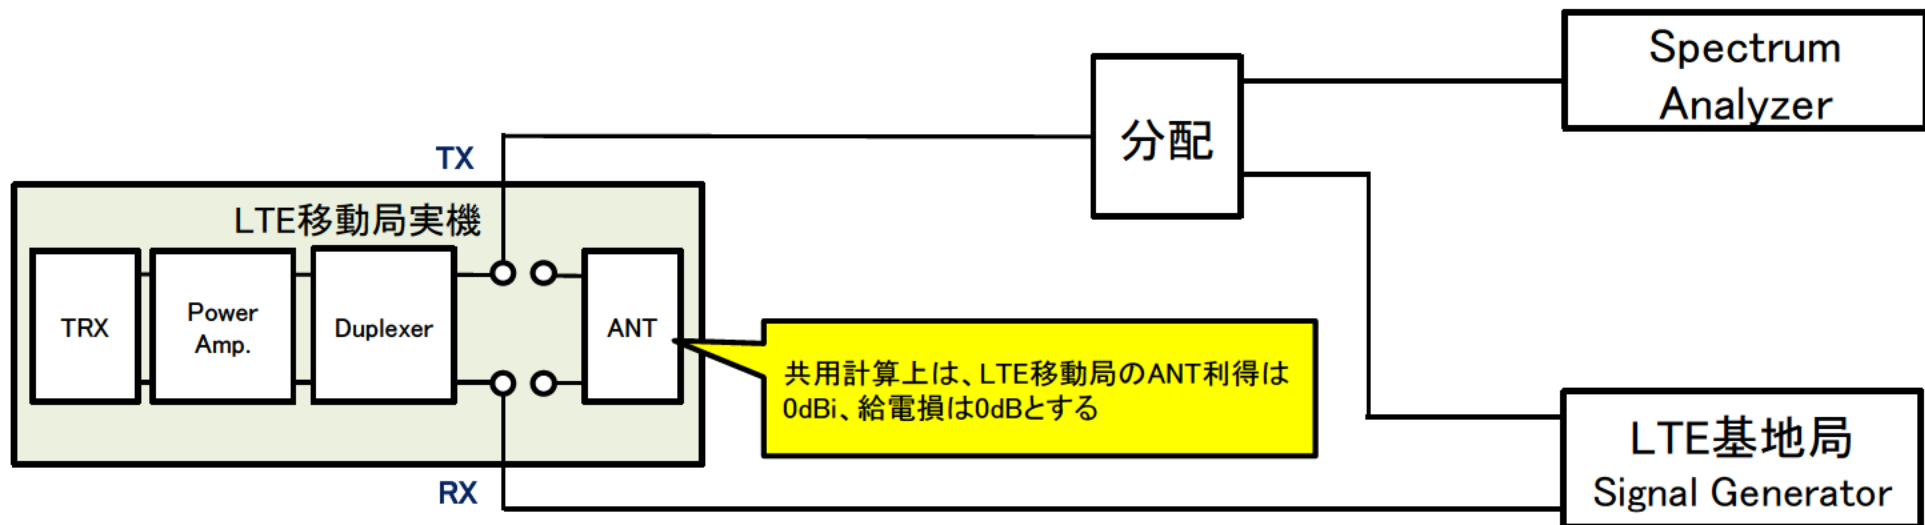 Spectrum
Analyzer
分配
TX
LTE移動局実機
TRX
Power
Amp.
Duplexer
ANT
共用計算上は、LTE移動局のANT利得は
0dBi、給電損は0dBとする
RX
LTE基地局
Signal Generator